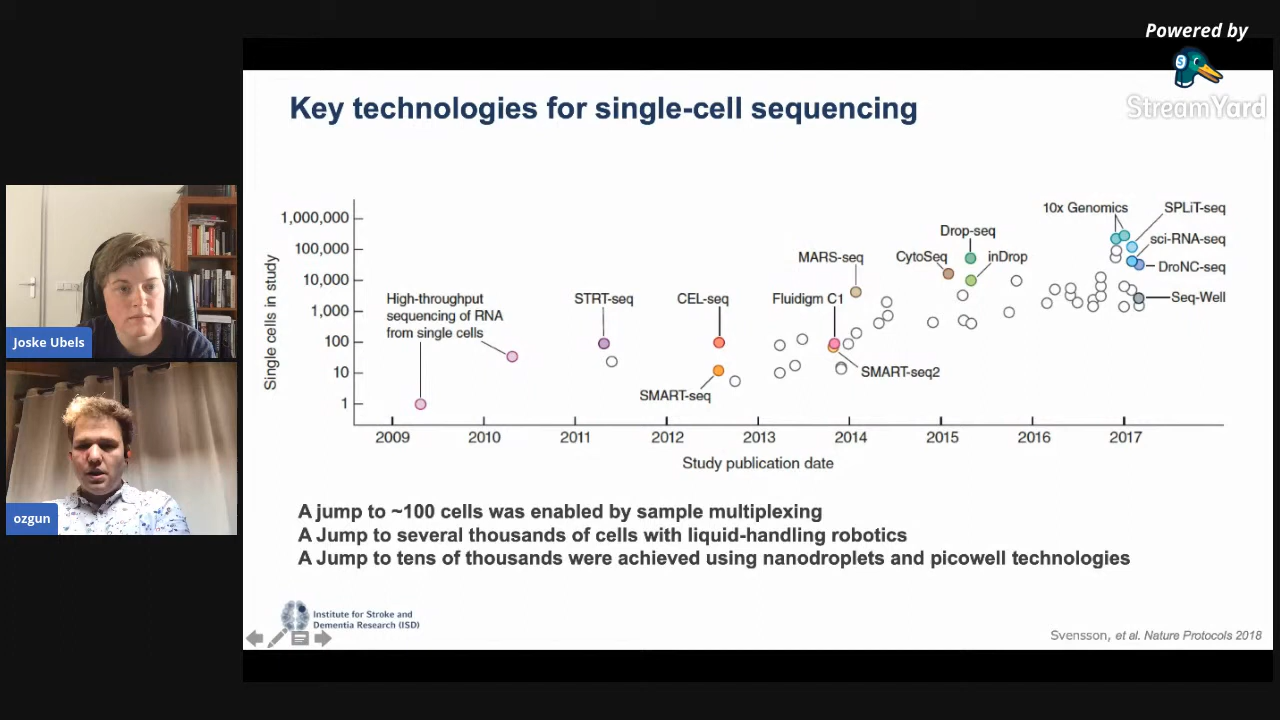 Powered by
StreamYard
Key technologies for single-cell sequencing
Single cells in study
1,000,000
100,000
10,000
1,000
100
10
1
High-throughput
sequencing of RNA
from single cells
STRT-seq
CEL-seq
SMART-seq
Fluidigm C1
SMART-seq2
MARS-seq
CytoSeq
Drop-seq
inDrop
10x Genomics
SPLiT-seq
sci-RNA-seq
DroNC-seq
Seq-Well
2009
2010
2011
2012
2013
2014
2015
2016
2017
Study publication date
A jump to ~100 cells was enabled by sample multiplexing
A Jump to several thousands of cells with liquid-handling robotics
A Jump to tens of thousands were achieved using nanodroplets and picowell technologies
Institute for Stroke and
Dementia Research (ISD)
Svensson, et al. Nature Protocols 2018
Joske Ubels
ozgun